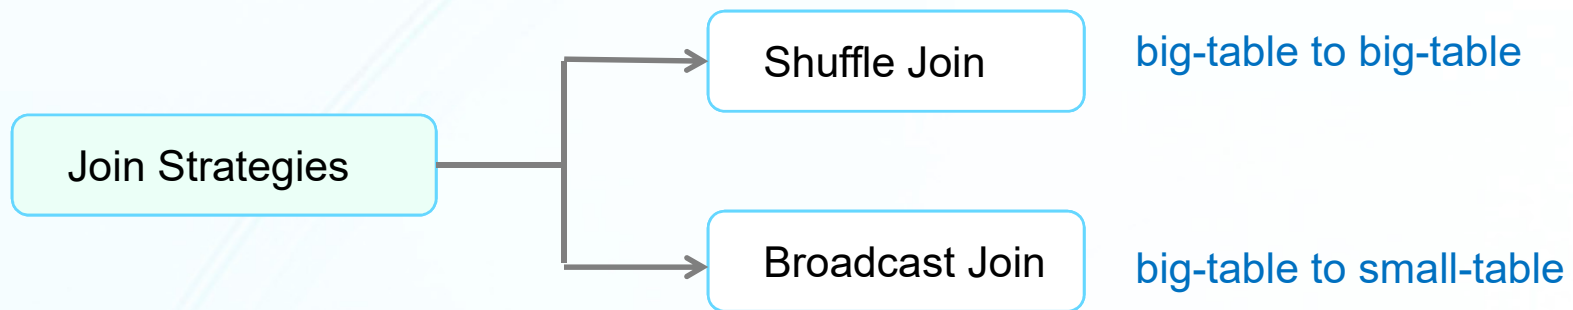 Shuffle Join
big-table to big-table
Join Strategies
Broadcast Join
big-table to small-table